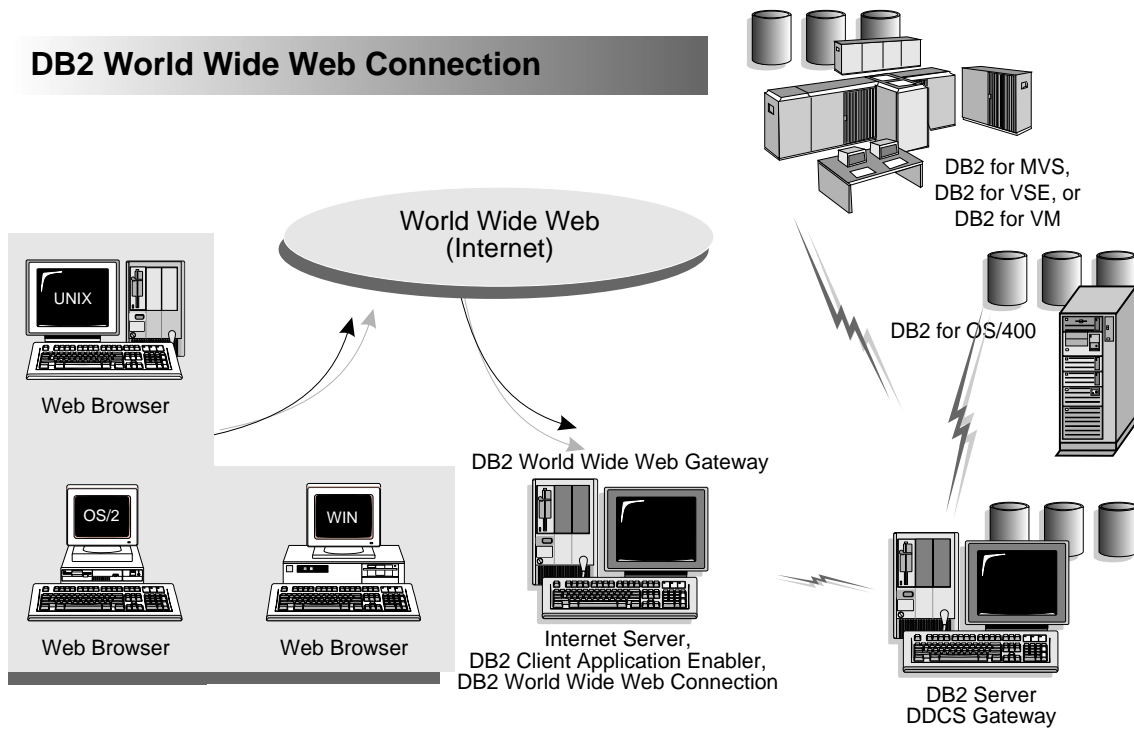 DB2 World Wide Web Connection
DB2 for MVS,
DB2 for VSE, or
DB2 for VM
World Wide Web
(Internet)
UNIX
Web Browser
DB2 for OS/400
DB2 World Wide Web Gateway
OS/2
Web Browser
WIN
Web Browser
Internet Server,
DB2 Client Application Enabler,
DB2 World Wide Web Connection
DB2 Server
DDCS Gateway